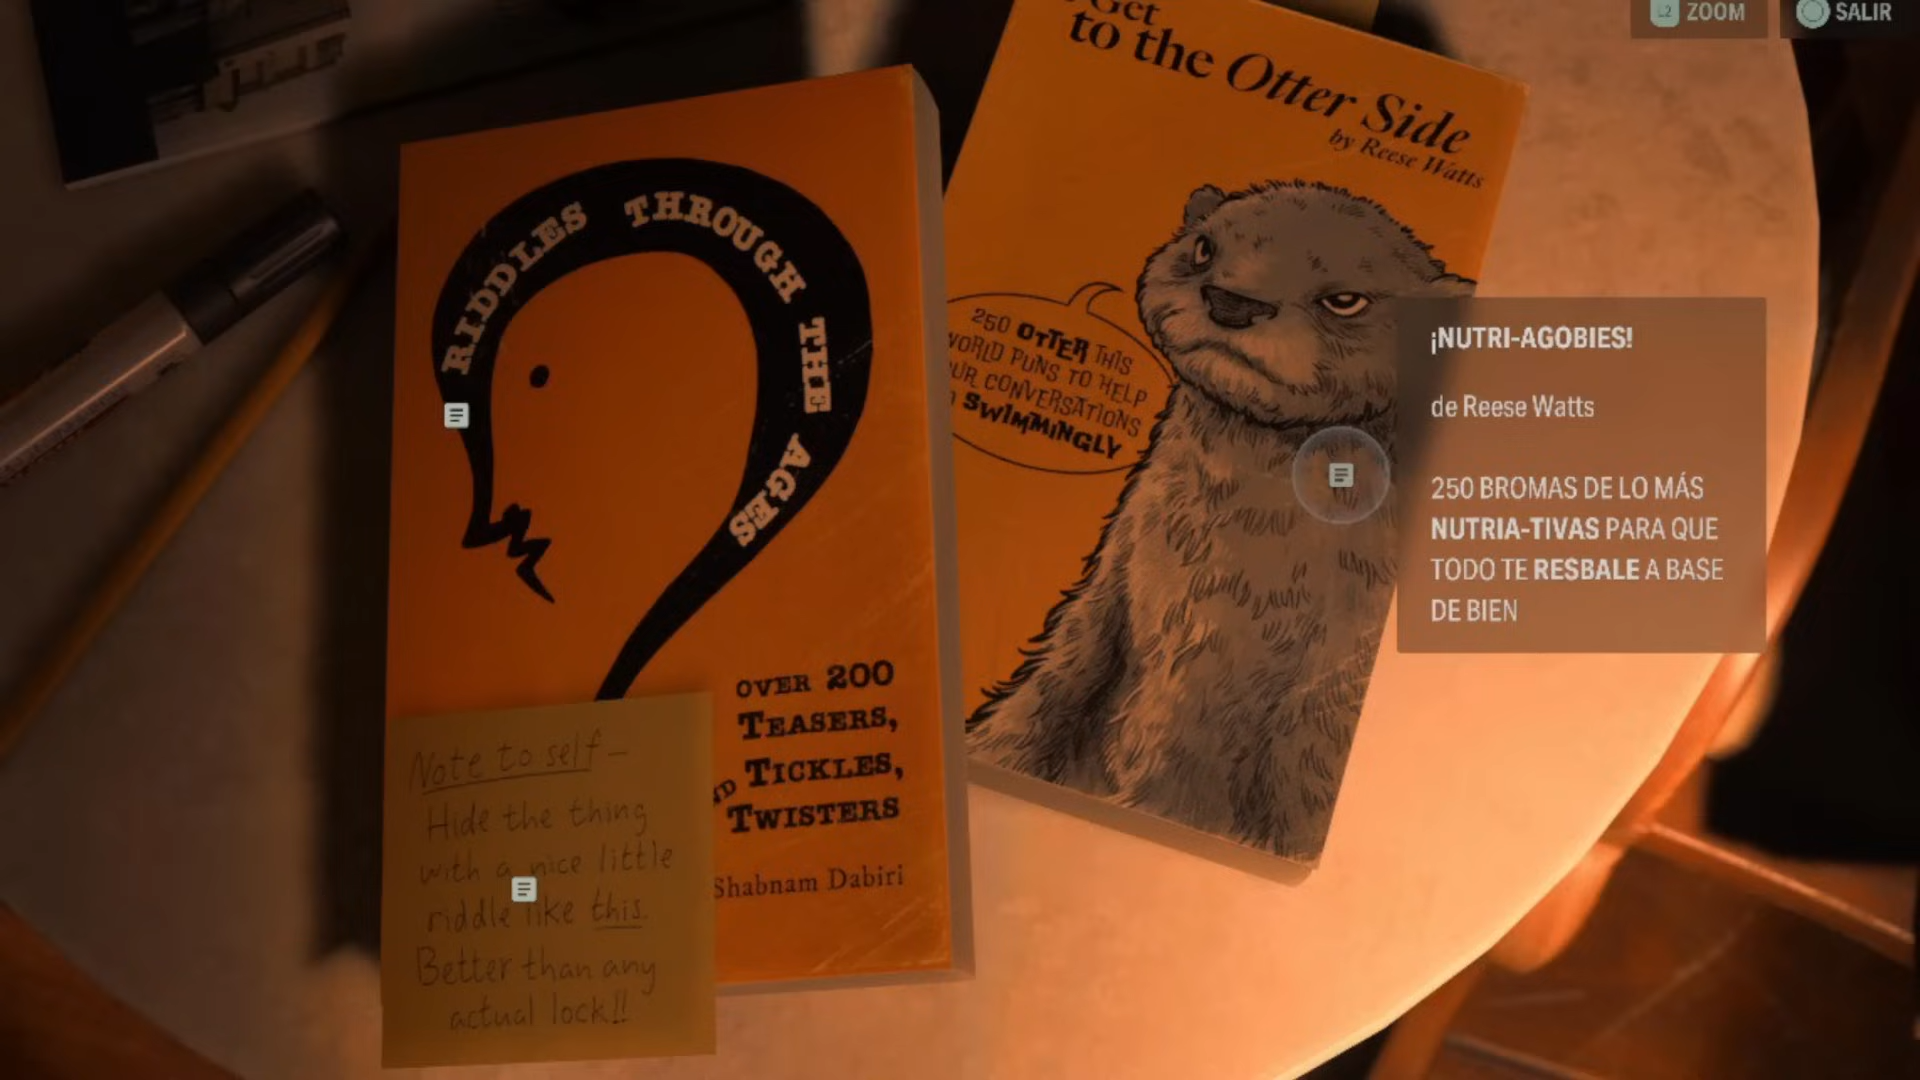 L2 ZOOM
SALIR
RIDDLES THROUGH THE AGES
OVER 200
TEASERS,
TICKLES,
TWISTERS
Shabnam Dabiri
Note to self-
Hide the thing
with a nice little
riddle like this.
Better than any
actual lock!!
Get
to the Otter Side
by Reese Watts
250 OTTER THIS
WORLD PUNS TO HELP
CONVERSATIONS
SWIMMINGLY
¡NUTRI-AGOBIES!
de Reese Watts
250 BROMAS DE LO MÁS
NUTRIA-TIVAS PARA QUE
TODO TE RESBALE A BASE
DE BIEN